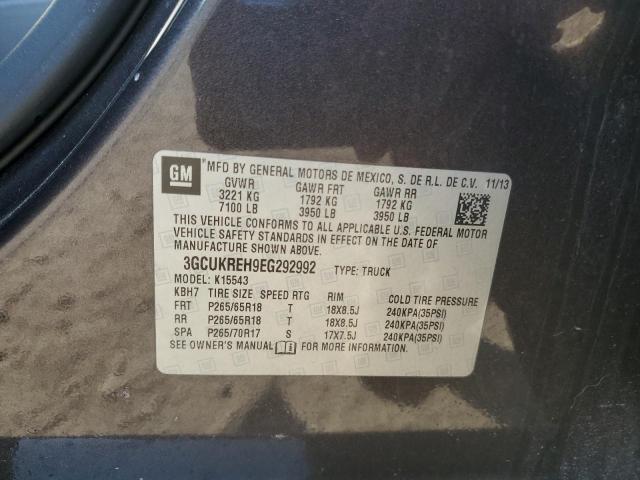 GM ®MFD BY GENERAL MOTORS DE MEXICO, S. DE R.L. DE C.V. 11/13
GVWR GAWR FRT GAWR RR
3221 KG 1792 KG 1792 KG
7100 LB 3950 LB 3950 LB
THIS VEHICLE CONFORMS TO ALL APPLICABLE U.S. FEDERAL MOTOR
VEHICLE SAFETY STANDARDS IN EFFECT ON THE DATE OF
MANUFACTURE SHOWN ABOVE.
3GCUKREH9EG292992 TYPE: TRUCK
MODEL: K15543
KBH7 TIRE SIZE SPEED RTG RIM COLD TIRE PRESSURE
FRT P265/65R18 T 18X8.5J 240KPA(35PSI)
RR P265/65R18 T 18X8.5J 240KPA(35PSI)
SPA P265/70R17 S 17X7.5J 240KPA(35PSI)
SEE OWNER'S MANUAL FOR MORE INFORMATION.